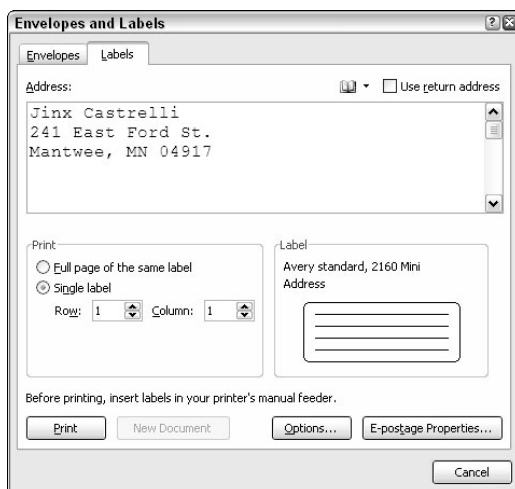 Envelopes and Labels
Envelopes Labels
Address: Use return address
Jinx Castrelli
241 East Ford St.
Mantwee, MN 04917
Print
Full page of the same label
Single label
Row: 1 Column: 1
Label
Avery standard, 2160 Mini
Address
Before printing, insert labels in your printer's manual feeder.
Print New Document Options... E-postage Properties...
Cancel